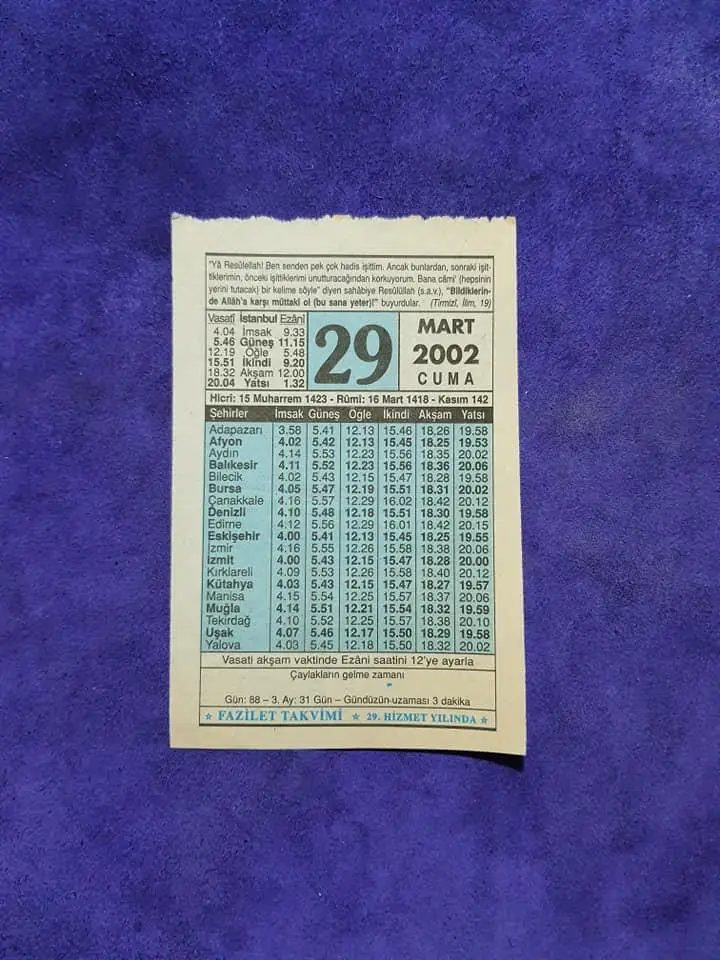 "Yâ Resûlellah! Ben senden pek çok hadis işittim. Ancak bunlardan, sonraki işit-
tiklerimin, önceki işittiklerimi unutturacağından korkuyorum. Bana câmi' (hepsinin
yerini tutacak) bir kelime söyle" diyen sahâbiye Resûlüllâh (s.a.v.), "Bildiklerin-
de Allâh'a karşı müttakî ol (bu sana yeter)!" buyurdular. (Tirmizî, İlim, 19)
Vasatî İstanbul Ezânî
4.04 İmsak 9.33
5.46 Güneş 11.15
12.19 Öğle 5.48
15.51 İkindi 9.20
18.32 Akşam 12.00
20.04 Yatsı 1.32
29
MART
2002
CUMA
Hicrî: 15 Muharrem 1423 - Rûmî: 16 Mart 1418 - Kasım 142
Şehirler İmsak Güneş Öğle İkindi Akşam Yatsı
Adapazarı 3.58 5.41 12.13 15.46 18.26 19.58
Afyon 4.02 5.42 12.13 15.45 18.25 19.53
Aydın 4.14 5.53 12.23 15.56 18.35 20.02
Balıkesir 4.11 5.52 12.23 15.56 18.36 20.06
Bilecik 4.02 5.43 12.15 15.47 18.28 19.58
Bursa 4.05 5.47 12.19 15.51 18.31 20.02
Çanakkale 4.16 5.57 12.29 16.02 18.42 20.12
Denizli 4.10 5.48 12.18 15.51 18.30 19.58
Edirne 4.12 5.56 12.29 16.01 18.42 20.15
Eskişehir 4.00 5.41 12.13 15.45 18.25 19.55
İzmir 4.16 5.55 12.26 15.58 18.38 20.06
İzmit 4.00 5.43 12.15 15.47 18.28 20.00
Kırklareli 4.09 5.53 12.26 15.58 18.40 20.12
Kütahya 4.03 5.43 12.15 15.47 18.27 19.57
Manisa 4.15 5.54 12.25 15.57 18.37 20.06
Muğla 4.14 5.51 12.21 15.54 18.32 19.59
Tekirdağ 4.10 5.52 12.25 15.57 18.38 20.10
Uşak 4.07 5.46 12.17 15.50 18.29 19.58
Yalova 4.03 5.45 12.18 15.50 18.32 20.02
Vasati akşam vaktinde Ezâni saatini 12'ye ayarla
Çaylakların gelme zamanı
Gün: 88 – 3. Ay: 31 Gün – Gündüzün uzaması 3 dakika
FAZİLET TAKVİMİ 29. HİZMET YILINDA